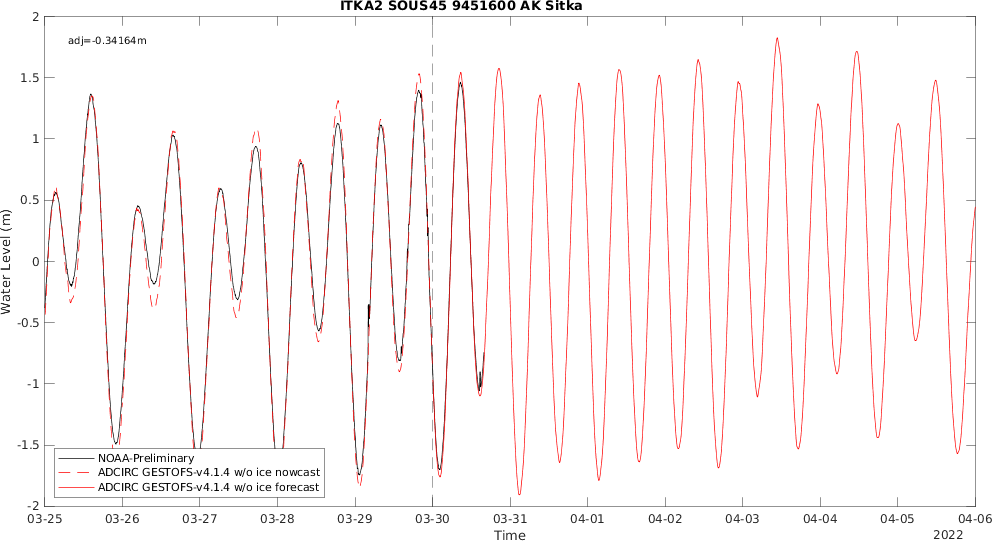 ITKA2 SOUS45 9451600 AK Sitka
adj=-0.34164m
2
1.5
1
0.5
0
-0.5
-1
-1.5
-2
Water Level (m)
NOAA-Preliminary
ADCIRC GESTOFS-v4.1.4 w/o ice nowcast
ADCIRC GESTOFS-v4.1.4 w/o ice forecast
03-25 03-26 03-27 03-28 03-29 03-30 03-31 04-01 04-02 04-03 04-04 04-05 04-06
Time
2022